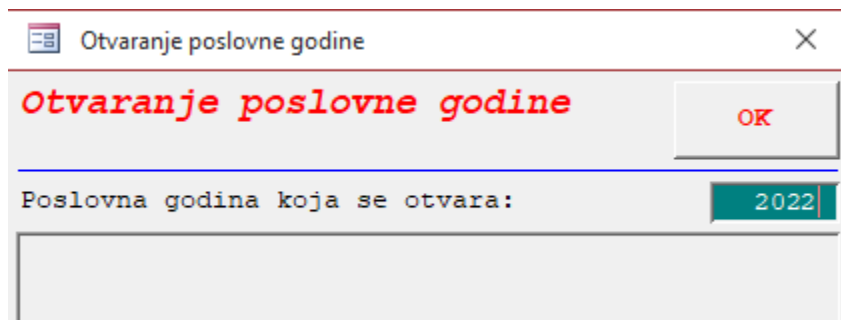 Otvaranje poslovne godine
Otvaranje poslovne godine
OK
Poslovna godina koja se otvara:
2022